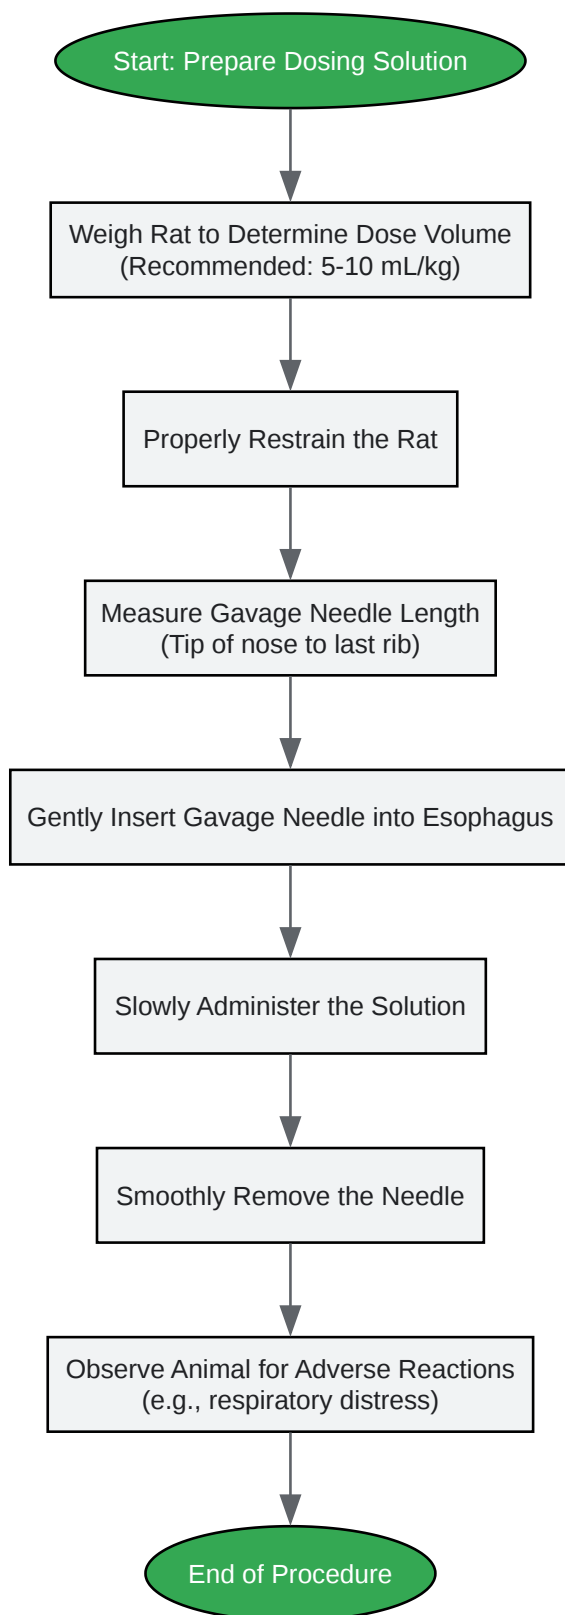 Start: Prepare Dosing Solution
Weigh Rat to Determine Dose Volume
(Recommended: 5-10 mL/kg)
Properly Restrain the Rat
Measure Gavage Needle Length
(Tip of nose to last rib)
Gently Insert Gavage Needle into Esophagus
Slowly Administer the Solution
Smoothly Remove the Needle
Observe Animal for Adverse Reactions
(e.g., respiratory distress)
End of Procedure